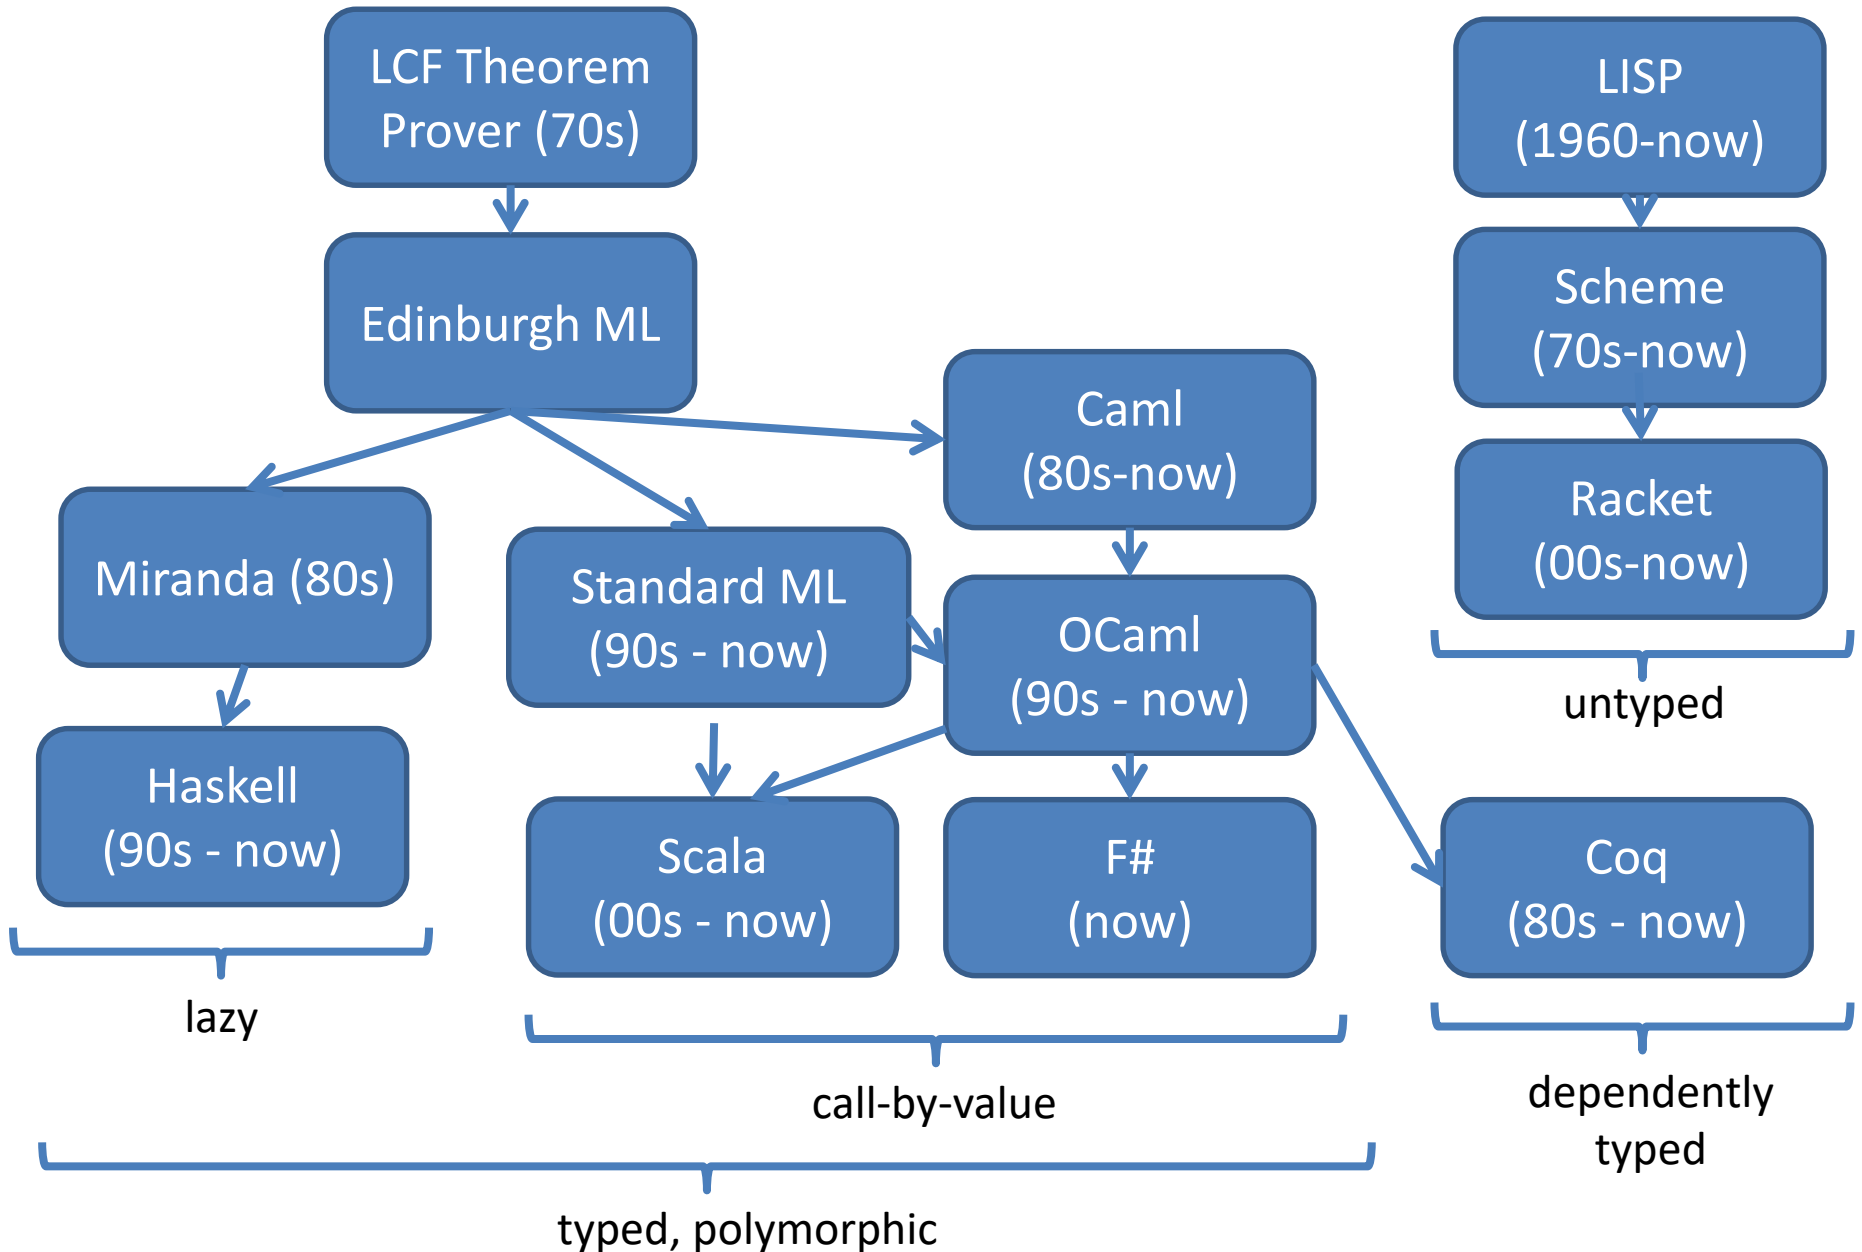 LCF Theorem
Prover (70s)
LISP
(1960-now)
Edinburgh ML
Scheme
(70s-now)
Caml
(80s-now)
Racket
(00s-now)
Miranda (80s)
Standard ML
(90s - now)
OCaml
(90s - now)
untyped
Haskell
(90s - now)
Scala
(00s - now)
F#
(now)
Coq
(80s - now)
lazy
call-by-value
dependently
typed
typed, polymorphic